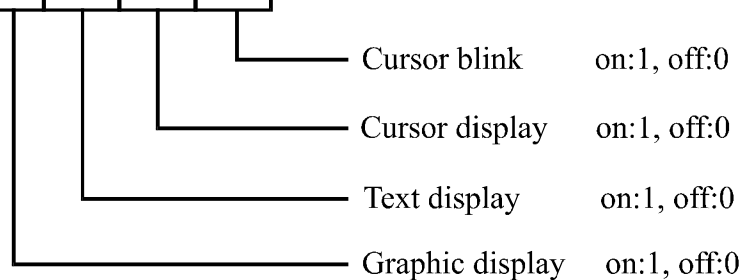 Cursor blink on:1, off:0
Cursor display on:1, off:0
Text display on:1, off:0
Graphic display on:1, off:0